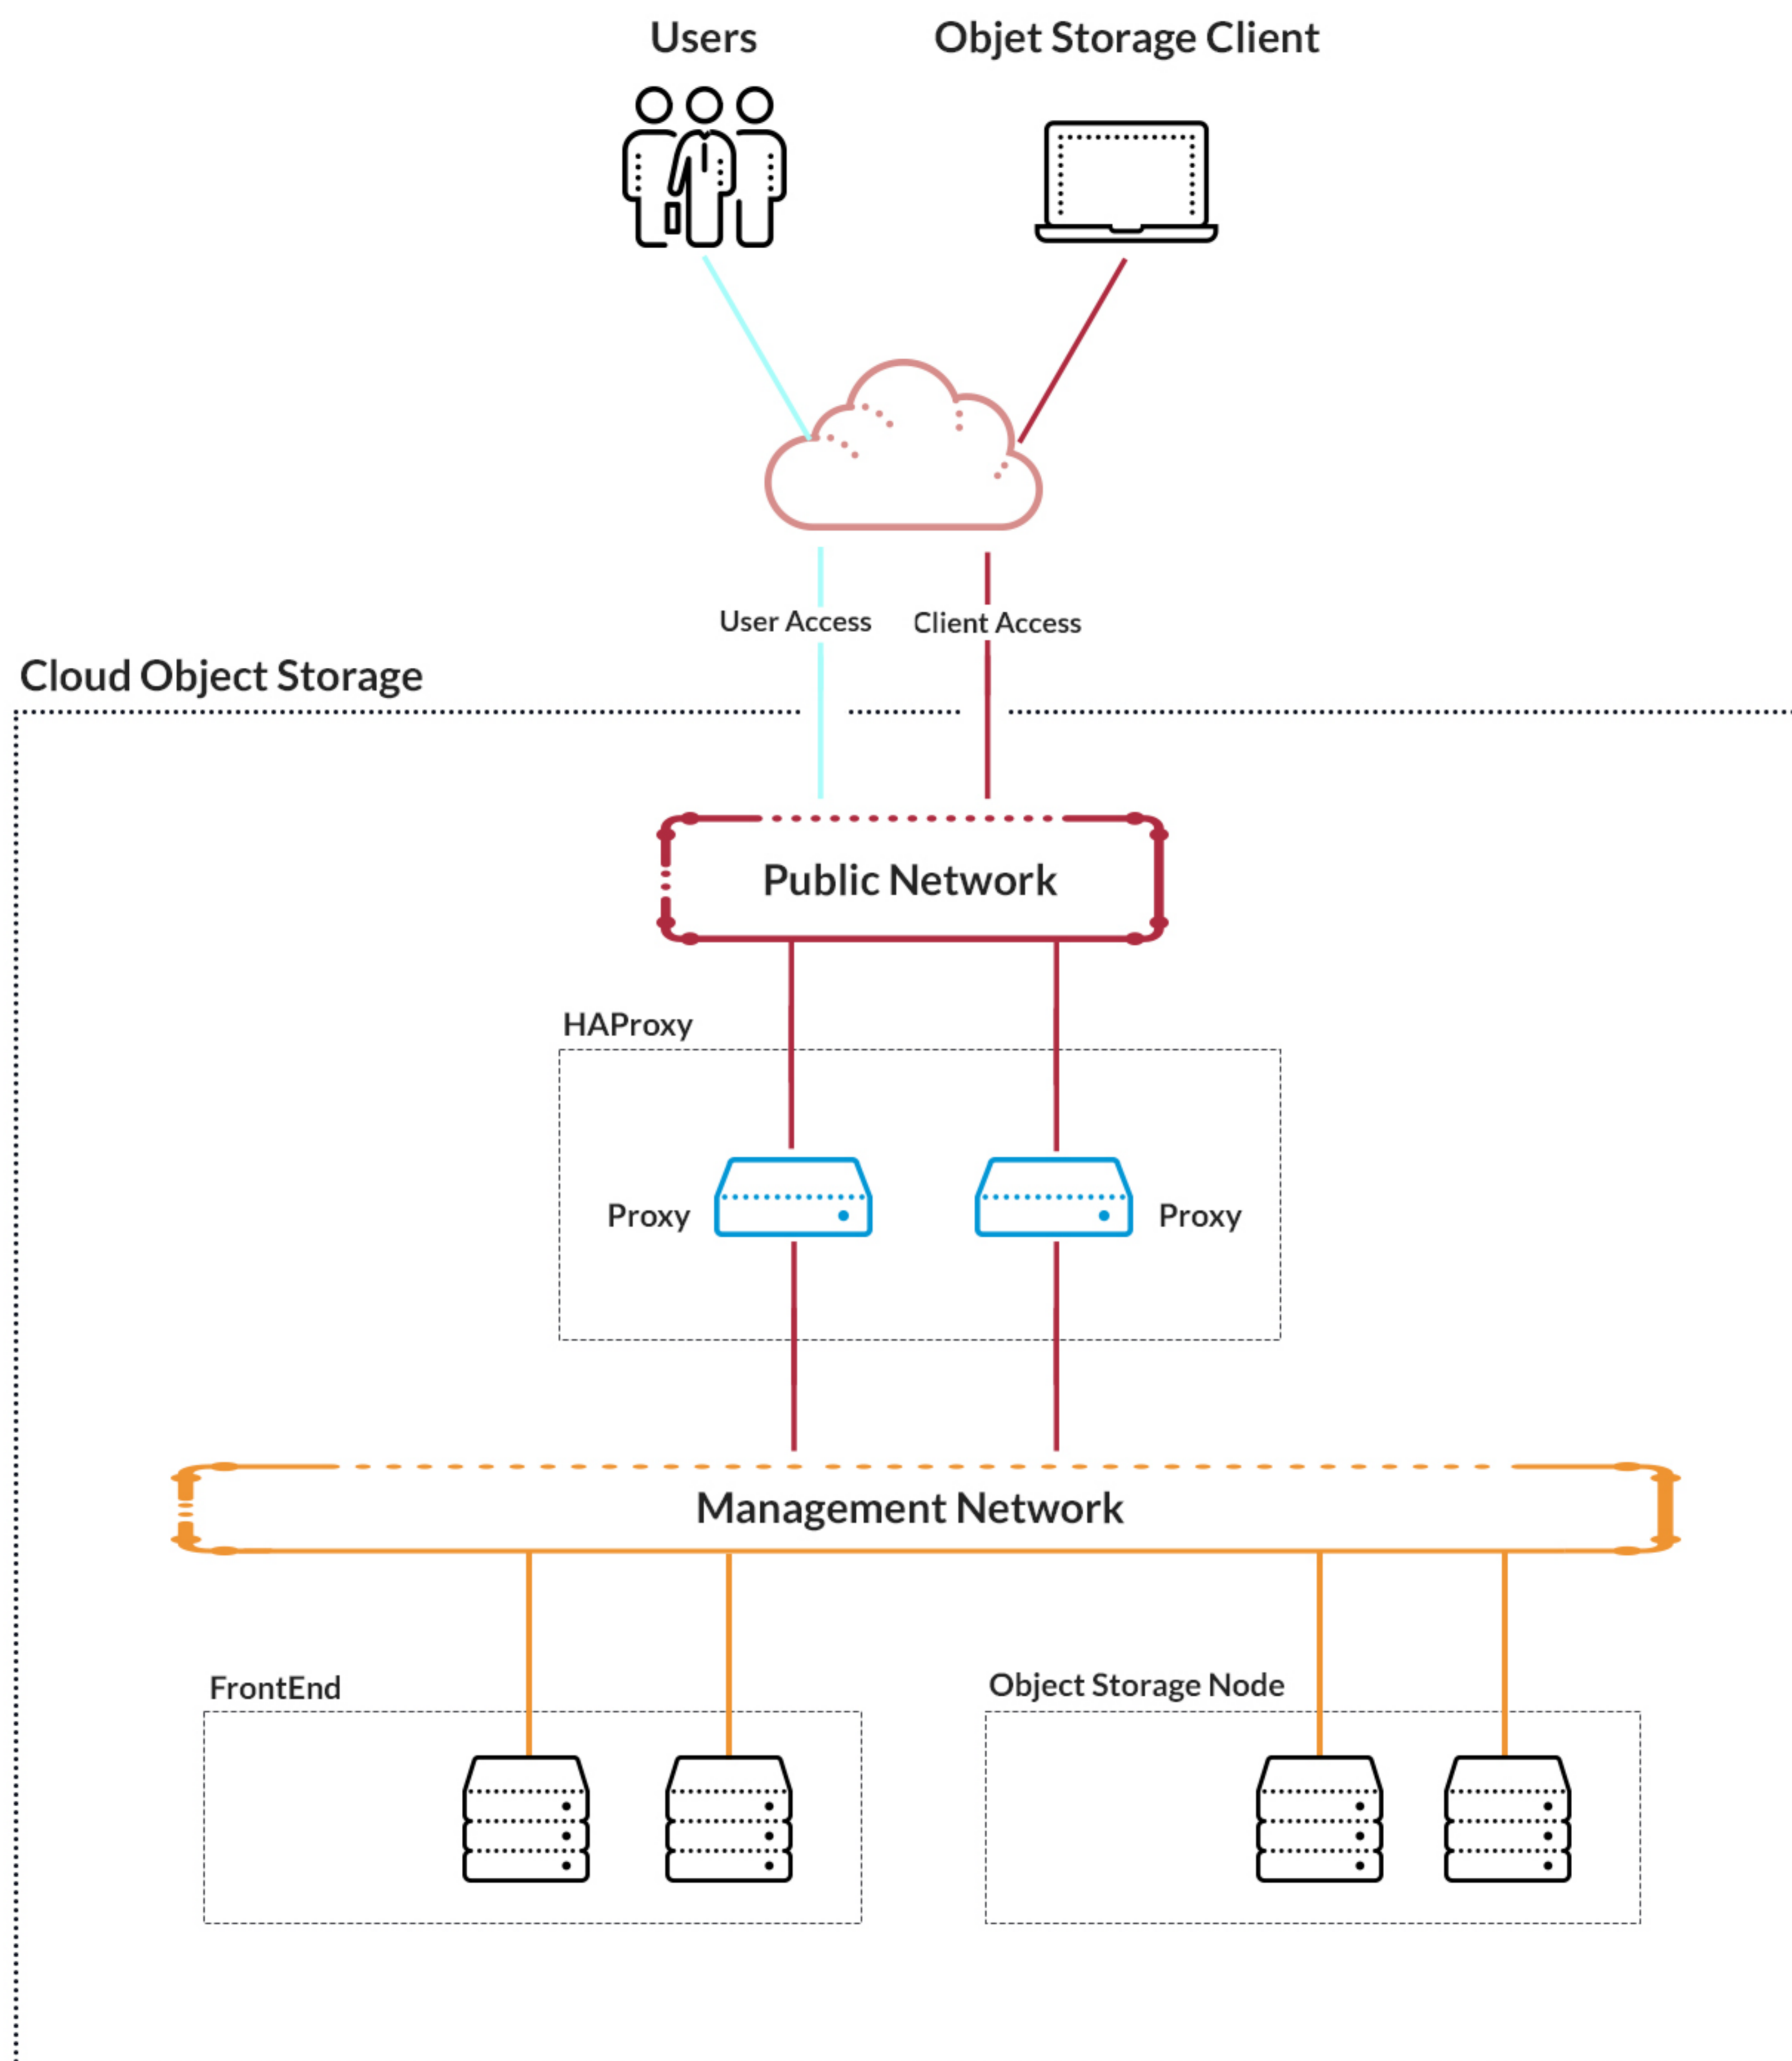 Users
Objet Storage Client
User Access
Client Access
Cloud Object Storage
Public Network
HAProxy
Proxy
Proxy
Management Network
FrontEnd
Object Storage Node